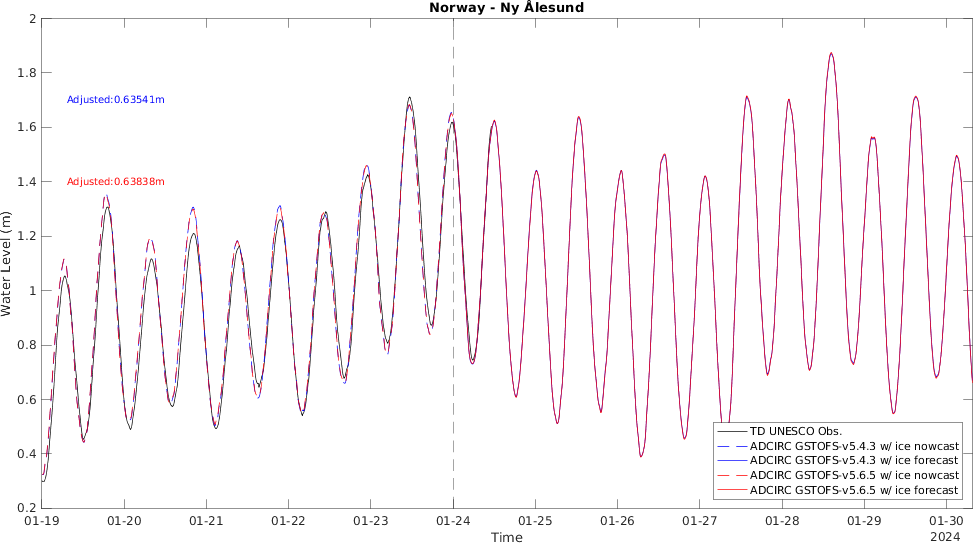 Norway - Ny Ålesund
2
1.8
1.6
1.4
1.2
1
0.8
0.6
0.4
0.2
Water Level (m)
Adjusted:0.63541m
Adjusted:0.63838m
TD UNESCO Obs.
ADCIRC GSTOFS-v5.4.3 w/ ice nowcast
ADCIRC GSTOFS-v5.4.3 w/ ice forecast
ADCIRC GSTOFS-v5.6.5 w/ ice nowcast
ADCIRC GSTOFS-v5.6.5 w/ ice forecast
01-19 01-20 01-21 01-22 01-23 01-24 01-25 01-26 01-27 01-28 01-29 01-30
Time
2024